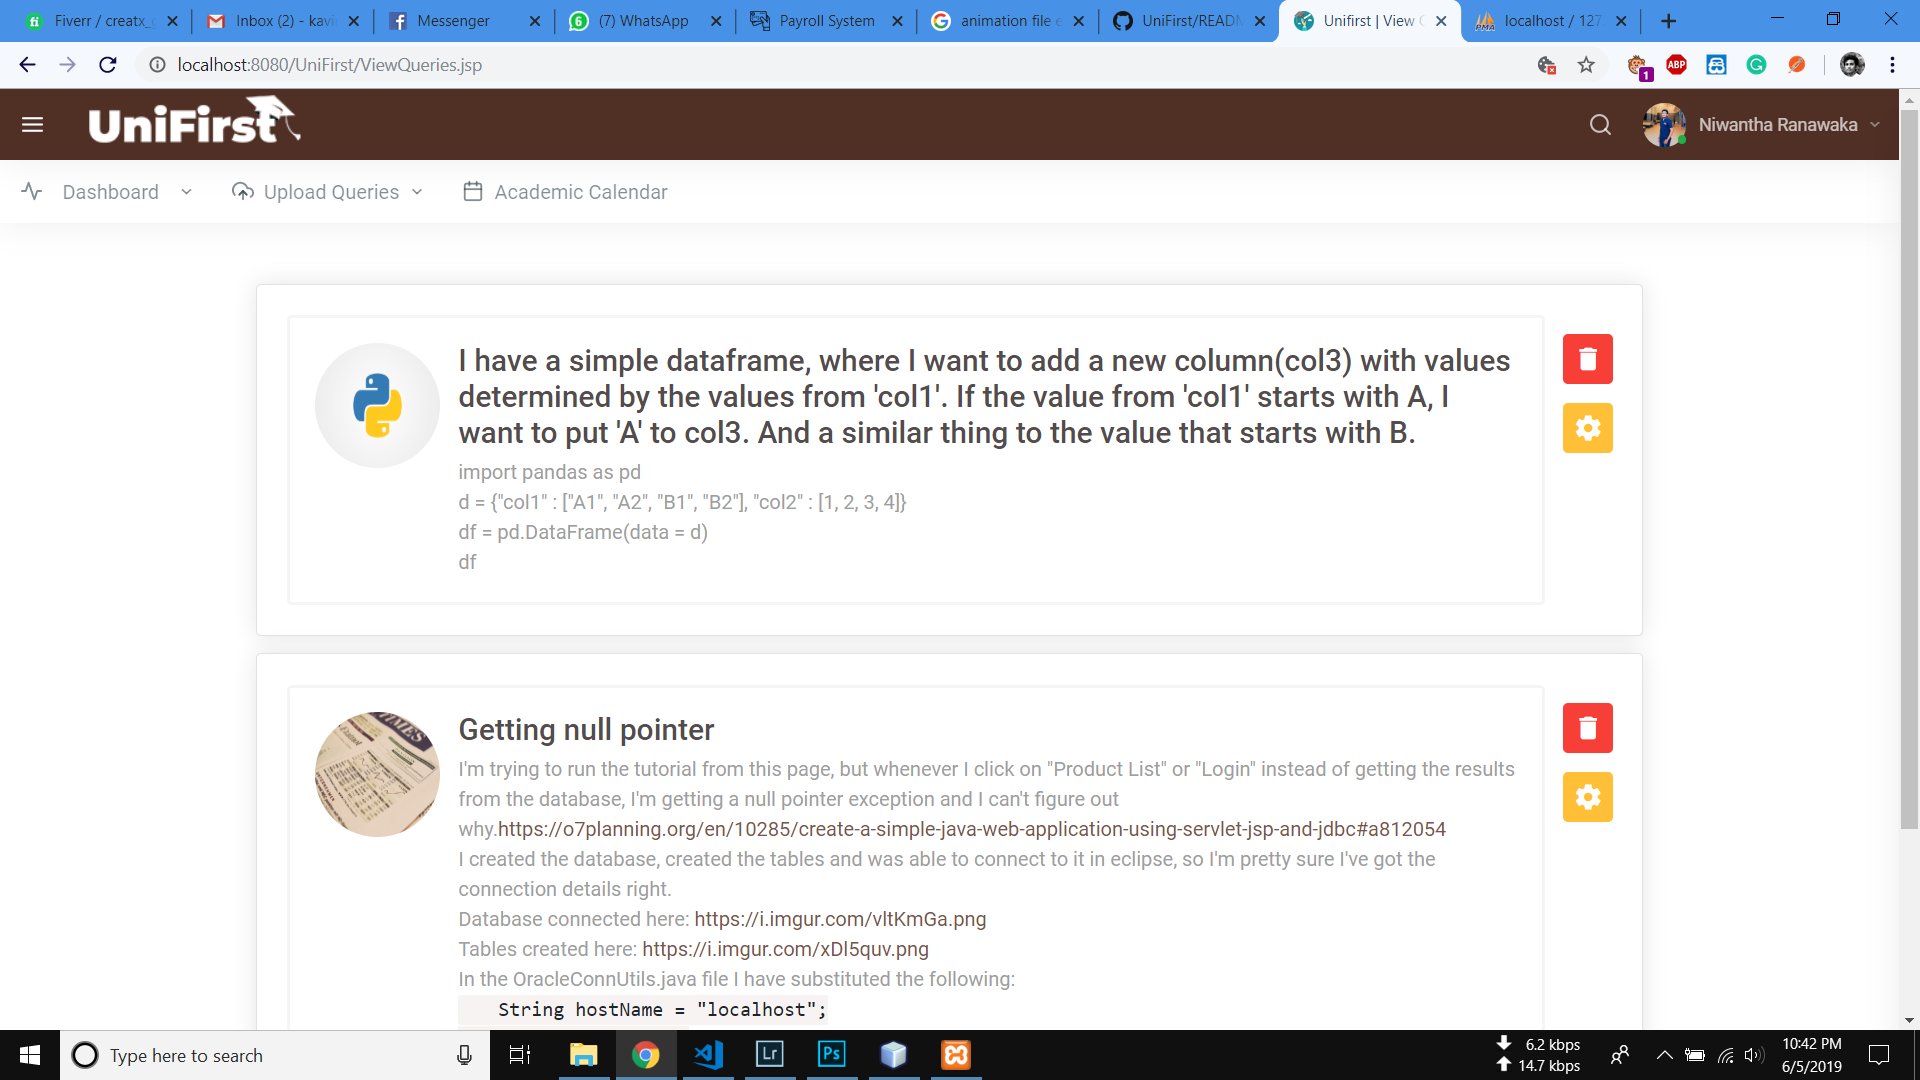 Fiverr / creatx_
Inbox (2) - kavi
Messenger
(7) WhatsApp
Payroll System
animation file e
UniFirst/READM
Unifirst | View
localhost / 127
localhost:8080/UniFirst/ViewQueries.jsp
1
ABP
UniFirst
Niwantha Ranawaka
Dashboard
Upload Queries
Academic Calendar
I have a simple dataframe, where I want to add a new column(col3) with values
determined by the values from 'col1'. If the value from 'col1' starts with A, I
want to put 'A' to col3. And a similar thing to the value that starts with B.
import pandas as pd
d = {"col1" : ["A1", "A2", "B1", "B2"], "col2" : [1, 2, 3, 4]}
df = pd.DataFrame(data = d)
df
Getting null pointer
I'm trying to run the tutorial from this page, but whenever I click on "Product List" or "Login" instead of getting the results
from the database, I'm getting a null pointer exception and I can't figure out
why.https://o7planning.org/en/10285/create-a-simple-java-web-application-using-servlet-jsp-and-jdbc#a812054
I created the database, created the tables and was able to connect to it in eclipse, so I'm pretty sure I've got the
connection details right.
Database connected here: https://i.imgur.com/vltKmGa.png
Tables created here: https://i.imgur.com/xDl5quv.png
In the OracleConnUtils.java file I have substituted the following:
String hostName = "localhost";
Type here to search
Lr
Ps
6.2 kbps
14.7 kbps
10:42 PM
6/5/2019